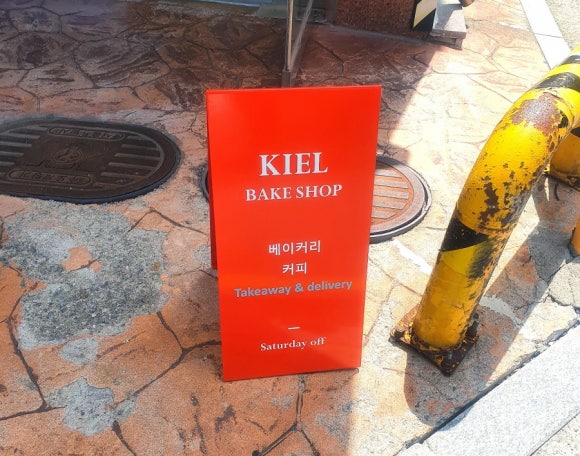 KIEL
BAKE SHOP
베이커리
커피
Takeaway & delivery
Saturday off